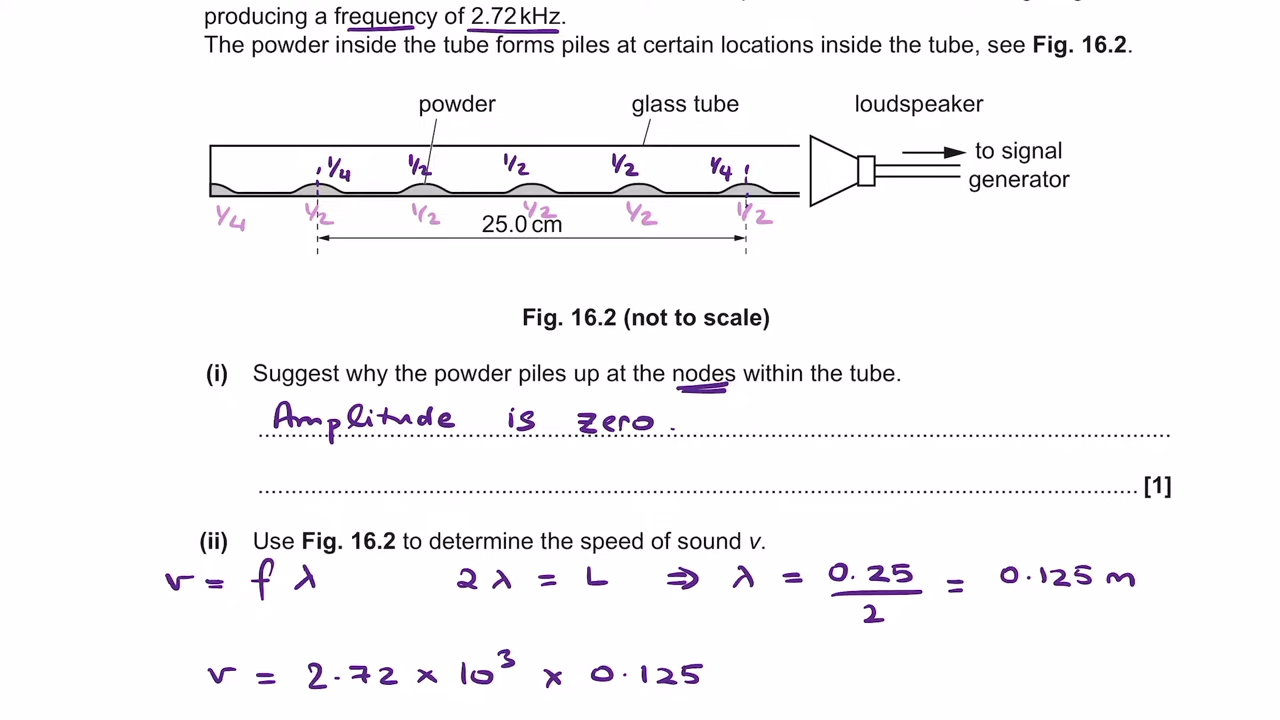 producing a frequency of 2.72 kHz.
The powder inside the tube forms piles at certain locations inside the tube, see Fig. 16.2.
powder glass tube loudspeaker
to signal
generator
1/4 1/2 1/2 1/2 1/4
1/4 1/2 1/2 1/2 1/2 1/2
25.0 cm
Fig. 16.2 (not to scale)
(i) Suggest why the powder piles up at the nodes within the tube.
Amplitude is zero.
[1]
(ii) Use Fig. 16.2 to determine the speed of sound v.
v = f λ 2λ = L ⇒ λ = 0.25/2 = 0.125 m
v = 2.72 × 10³ × 0.125